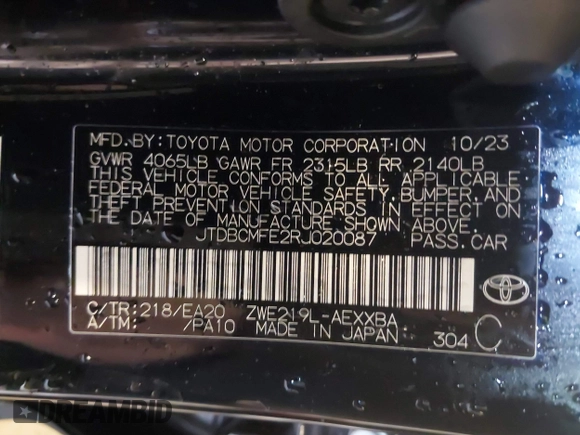 MFD. BY: TOYOTA MOTOR CORPORATION 10/23
GVWR 4065LB GAWR FR 2315LB RR 2140LB
THIS VEHICLE CONFORMS TO ALL APPLICABLE
FEDERAL MOTOR VEHICLE SAFETY, BUMPER, AND
THEFT PREVENTION STANDARDS IN EFFECT ON
THE DATE OF MANUFACTURE SHOWN ABOVE.
JTDBCMFE2RJ020087 PASS. CAR
C/TR: 218/EA20 ZWE219L-AEXXBA
A/TM: /PA10 MADE IN JAPAN 304 C
DREAMBID